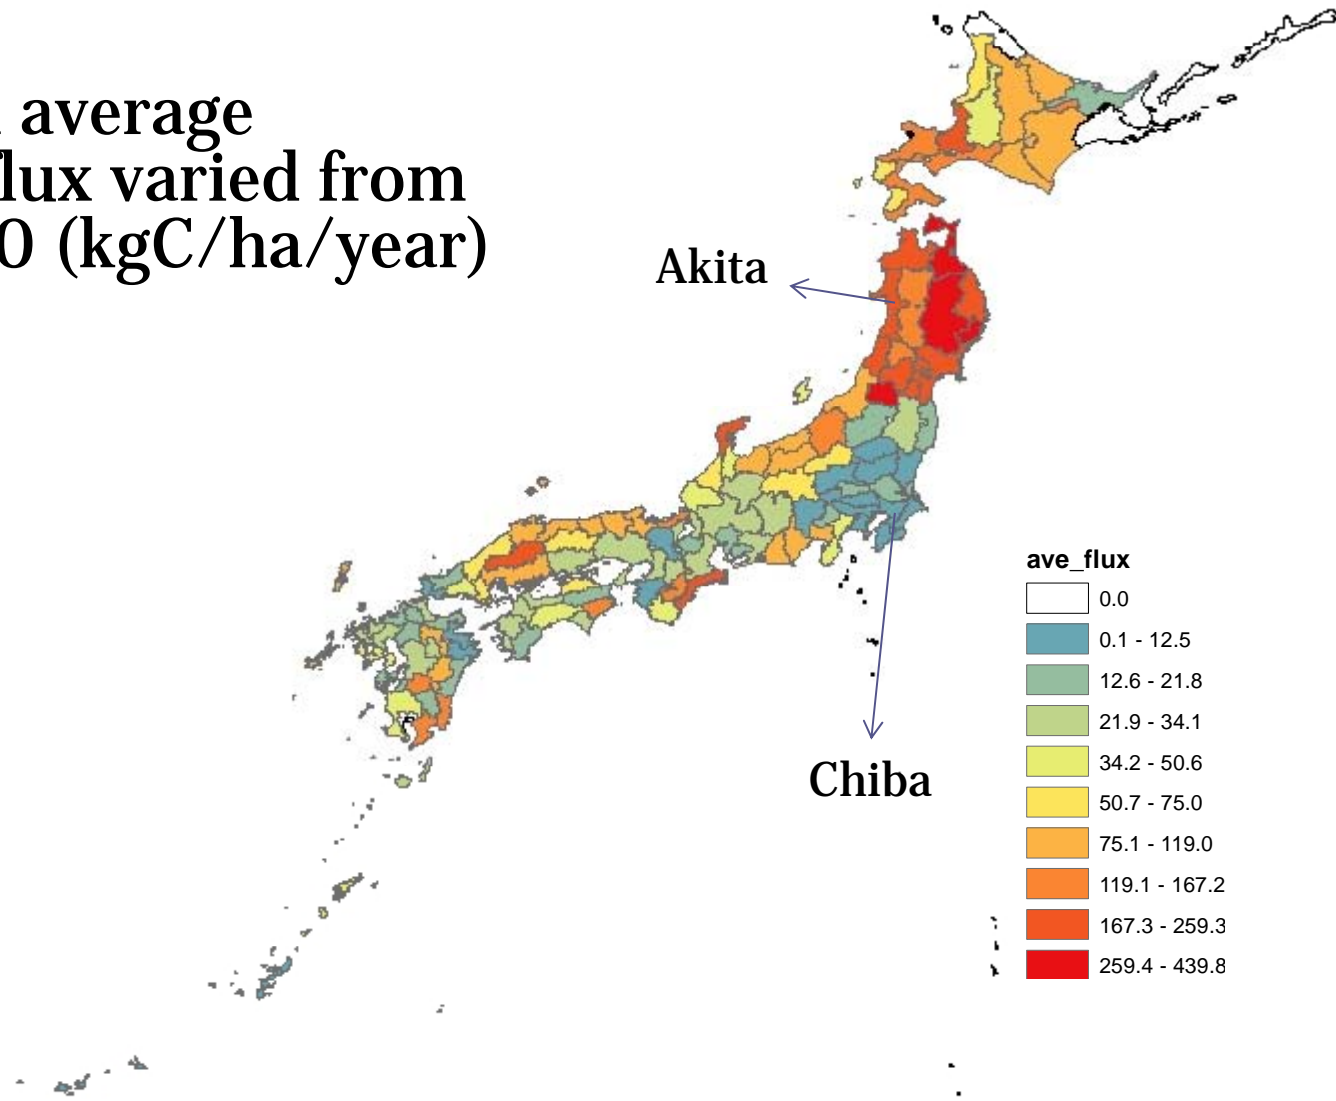 average
flux varied from
0 (kgC/ha/year)
Akita
Chiba
ave_flux
0.0
0.1 - 12.5
12.6 - 21.8
21.9 - 34.1
34.2 - 50.6
50.7 - 75.0
75.1 - 119.0
119.1 - 167.2
167.3 - 259.3
259.4 - 439.8